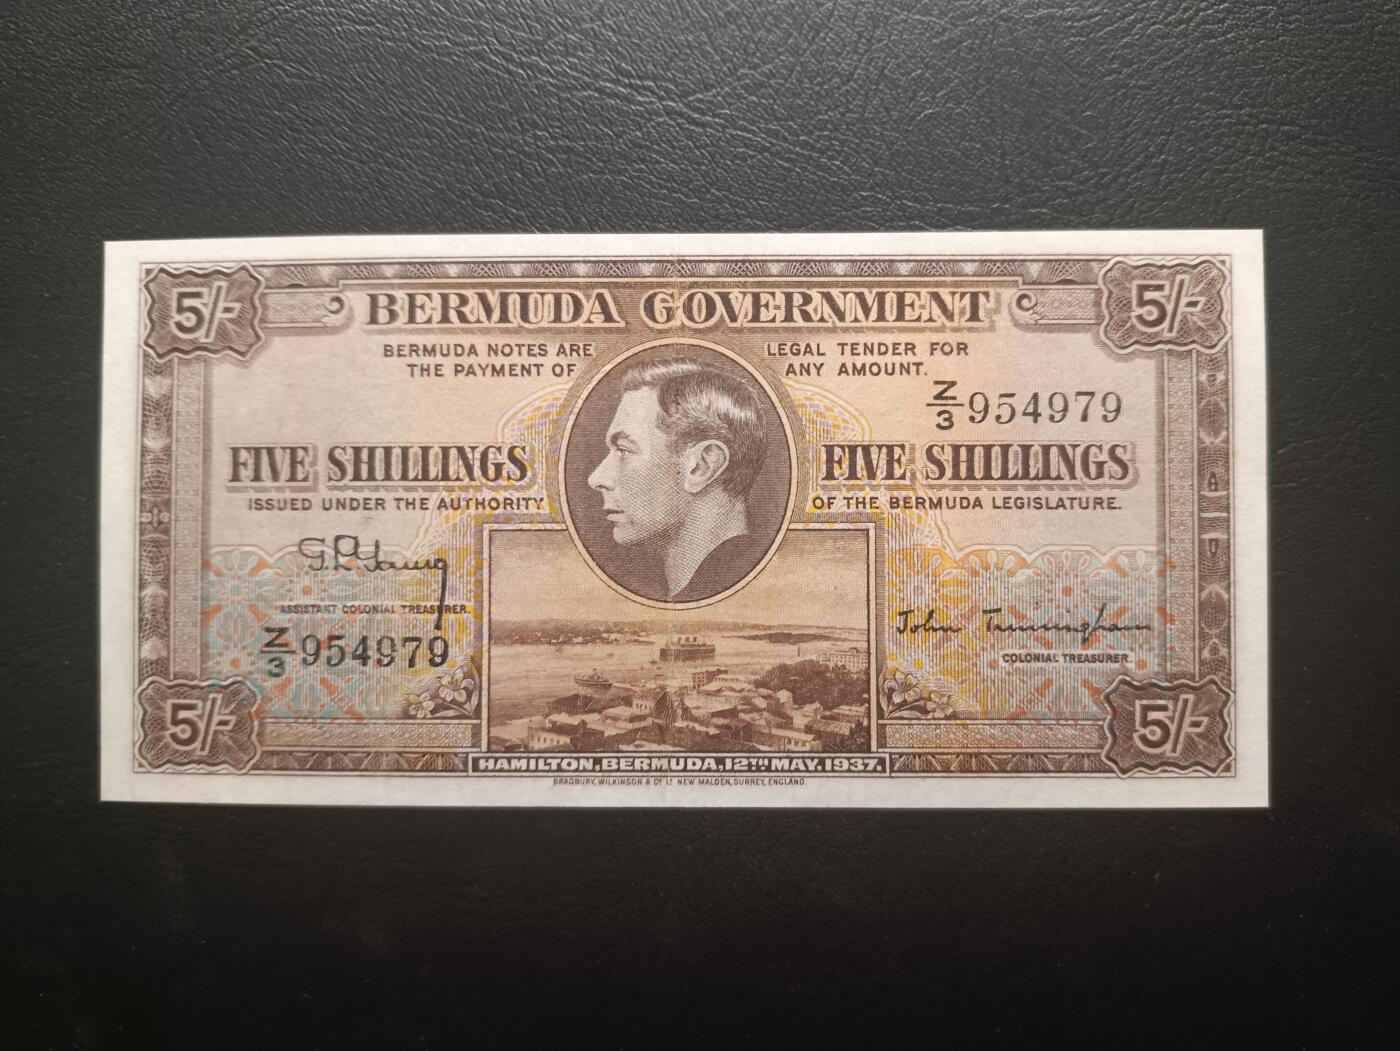 5/-
BERMUDA GOVERNMENT
5/-
BERMUDA NOTES ARE LEGAL TENDER FOR
THE PAYMENT OF ANY AMOUNT.
Z/3 954979
FIVE SHILLINGS FIVE SHILLINGS
ISSUED UNDER THE AUTHORITY OF THE BERMUDA LEGISLATURE.
ASSISTANT COLONIAL TREASURER.
Z/3 954979
John Trimingham
COLONIAL TREASURER.
5/-
5/-
HAMILTON, BERMUDA, 12TH MAY, 1937.
BRADBURY, WILKINSON & Co. Ld. NEW MALDEN, SURREY, ENGLAND.